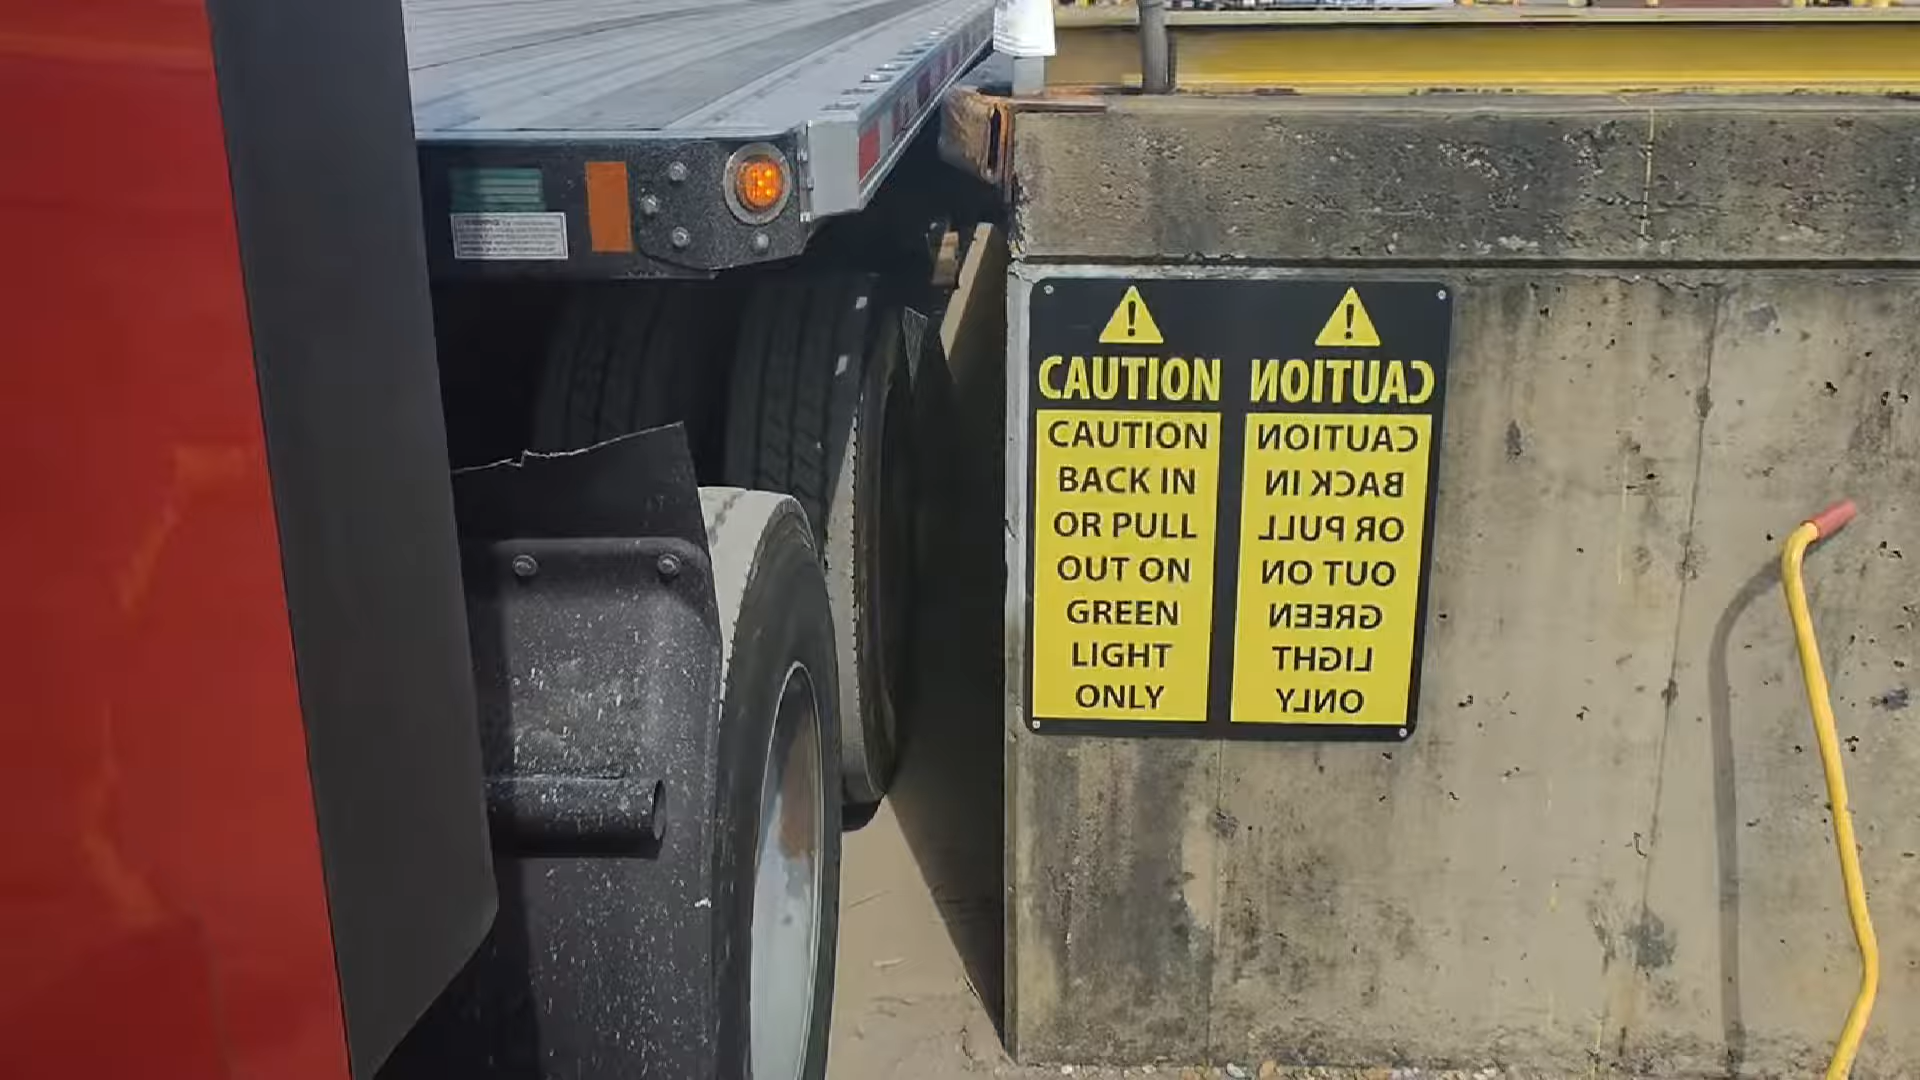 CAUTION
CAUTION
BACK IN
OR PULL
OUT ON
GREEN
LIGHT
ONLY
CAUTION
CAUTION
BACK IN
OR PULL
OUT ON
GREEN
LIGHT
ONLY